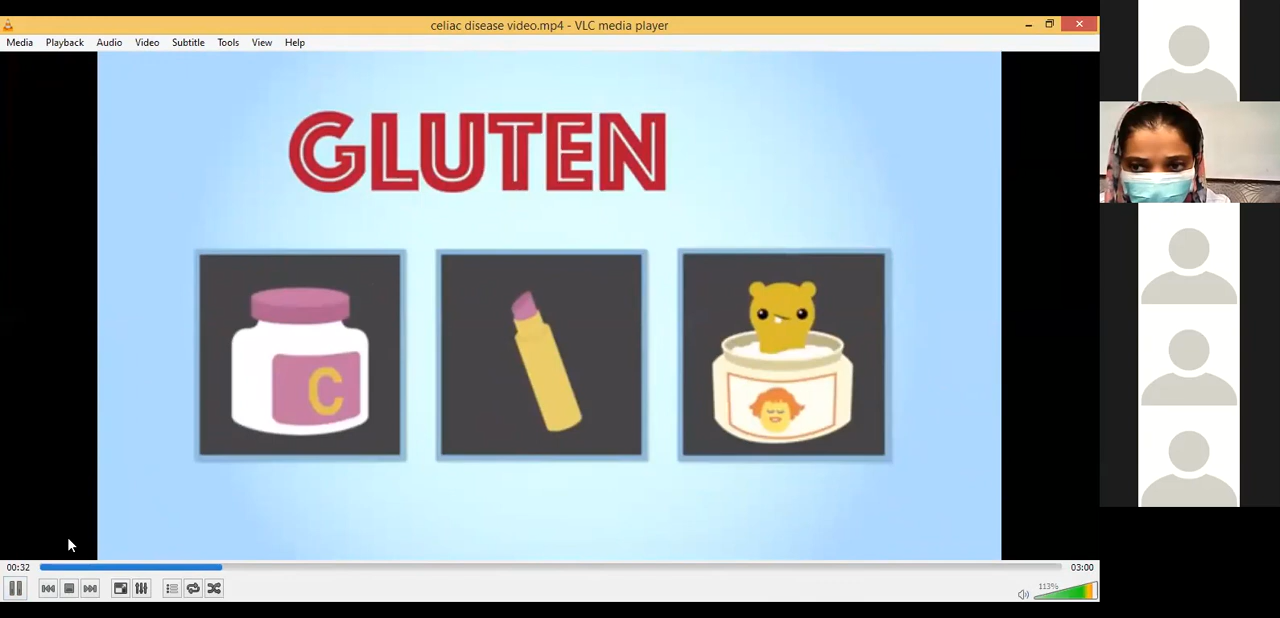 celiac disease video.mp4 - VLC media player
Media Playback Audio Video Subtitle Tools View Help
GLUTEN
C
00:32 03:00
113%